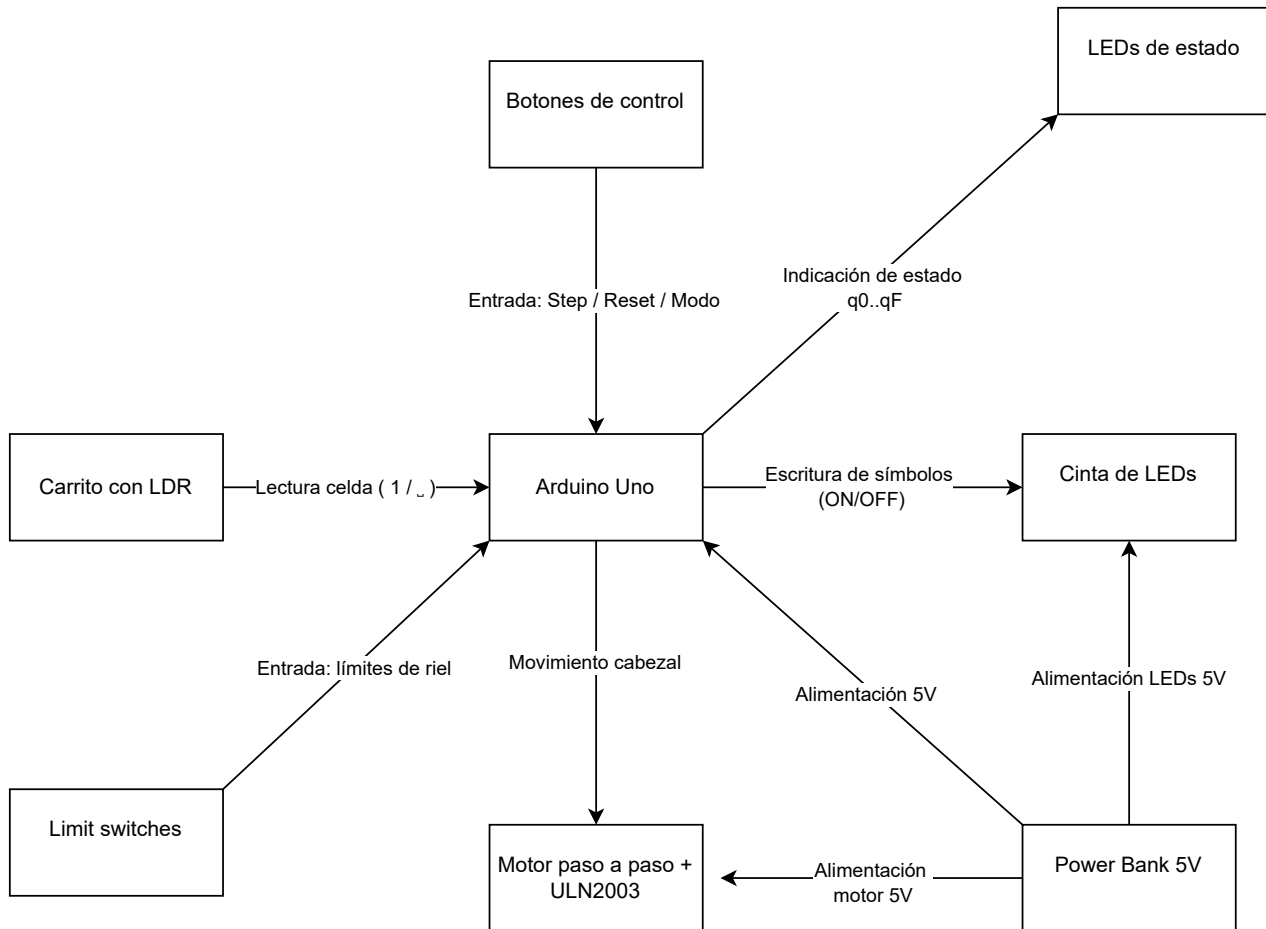 LEDs de estado
Botones de control
Indicación de estado
q0..qF
Entrada: Step / Reset / Modo
Carrito con LDR
Lectura celda ( 1 / ⎵ )
Arduino Uno
Escritura de símbolos
(ON/OFF)
Cinta de LEDs
Entrada: límites de riel
Movimiento cabezal
Alimentación 5V
Alimentación LEDs 5V
Limit switches
Motor paso a paso +
ULN2003
Alimentación
motor 5V
Power Bank 5V